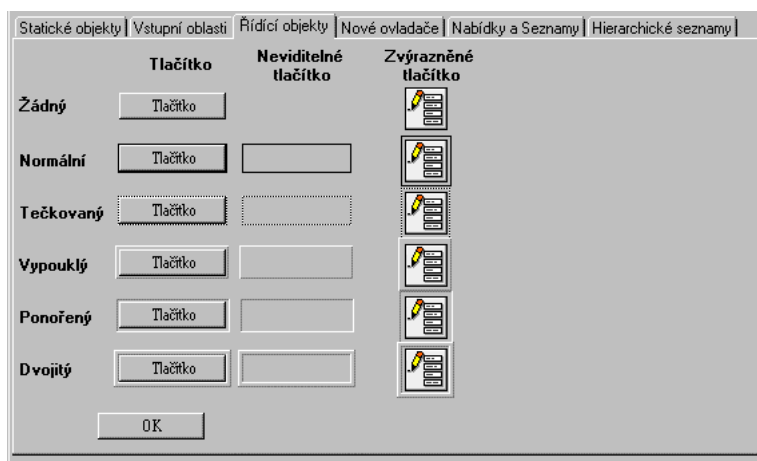 Statické objekty Vstupní oblasti Řídící objekty Nové ovladače Nabídky a Seznamy Hierarchické seznamy
Tlačítko Neviditelné tlačítko Zvýrazněné tlačítko
Žádný Tlačítko
Normální Tlačítko
Tečkovaný Tlačítko
Vypouklý Tlačítko
Ponořený Tlačítko
Dvojitý Tlačítko
OK